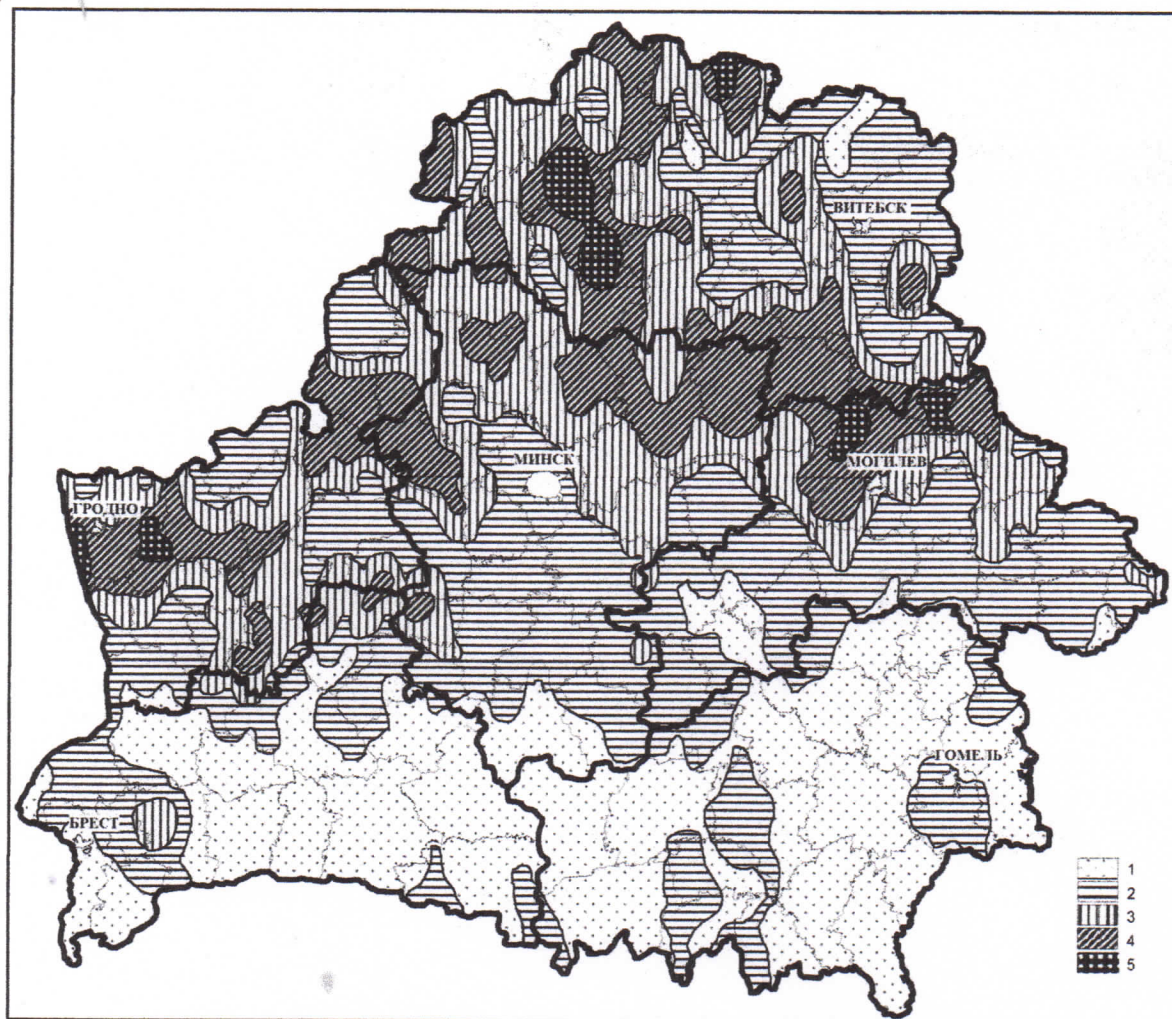 ВИТЕБСК
МИНСК
МОГИЛЕВ
ГРОДНО
ГОМЕЛЬ
БРЕСТ
1
2
3
4
5